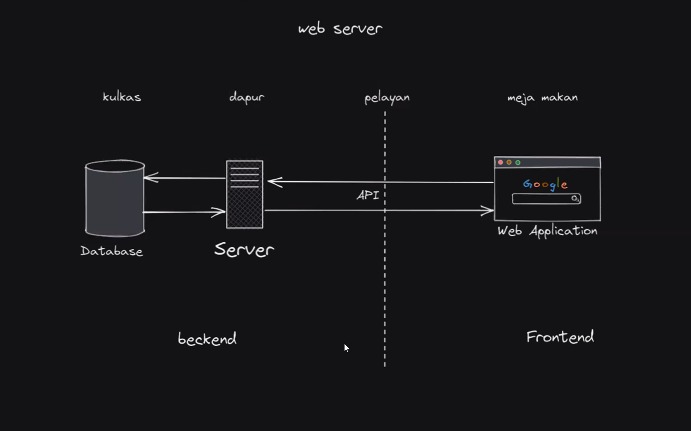 web server
kulkas
dapur
pelayan
meja makan
Google
API
Database
Server
Web Application
beckend
Frontend